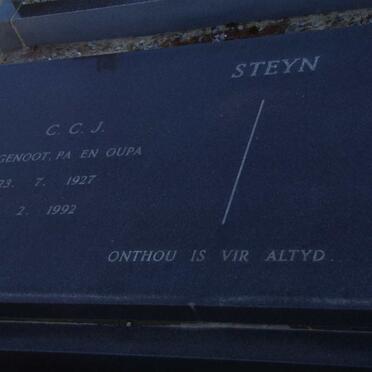 STEYN
C. C. J.
GENOOT, PA EN OUPA
23. 7. 1927
2. 1992
ONTHOU IS VIR ALTYD..